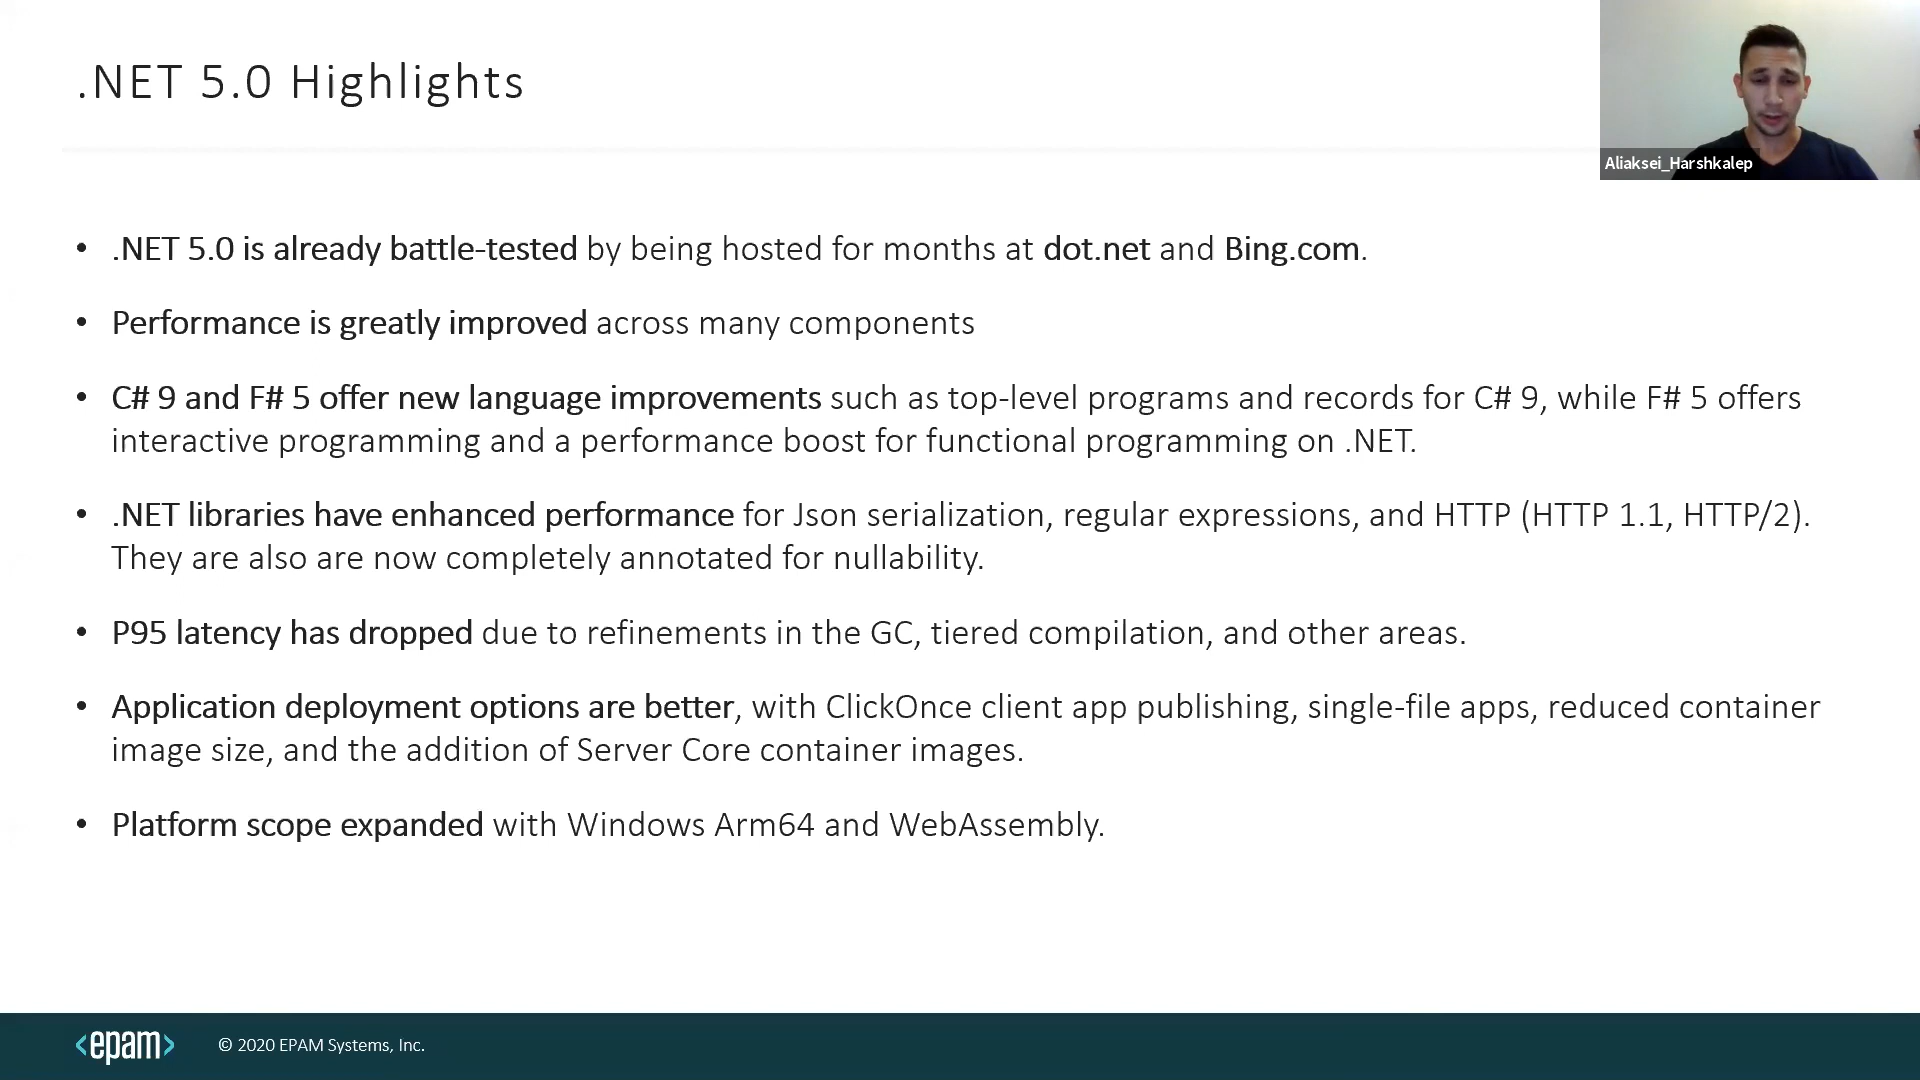 .NET 5.0 Highlights
Aliaksei_Harshkalep
• .NET 5.0 is already battle-tested by being hosted for months at dot.net and Bing.com.
• Performance is greatly improved across many components
• C# 9 and F# 5 offer new language improvements such as top-level programs and records for C# 9, while F# 5 offers
interactive programming and a performance boost for functional programming on .NET.
• .NET libraries have enhanced performance for Json serialization, regular expressions, and HTTP (HTTP 1.1, HTTP/2).
They are also are now completely annotated for nullability.
• P95 latency has dropped due to refinements in the GC, tiered compilation, and other areas.
• Application deployment options are better, with ClickOnce client app publishing, single-file apps, reduced container
image size, and the addition of Server Core container images.
• Platform scope expanded with Windows Arm64 and WebAssembly.
<epam> © 2020 EPAM Systems, Inc.